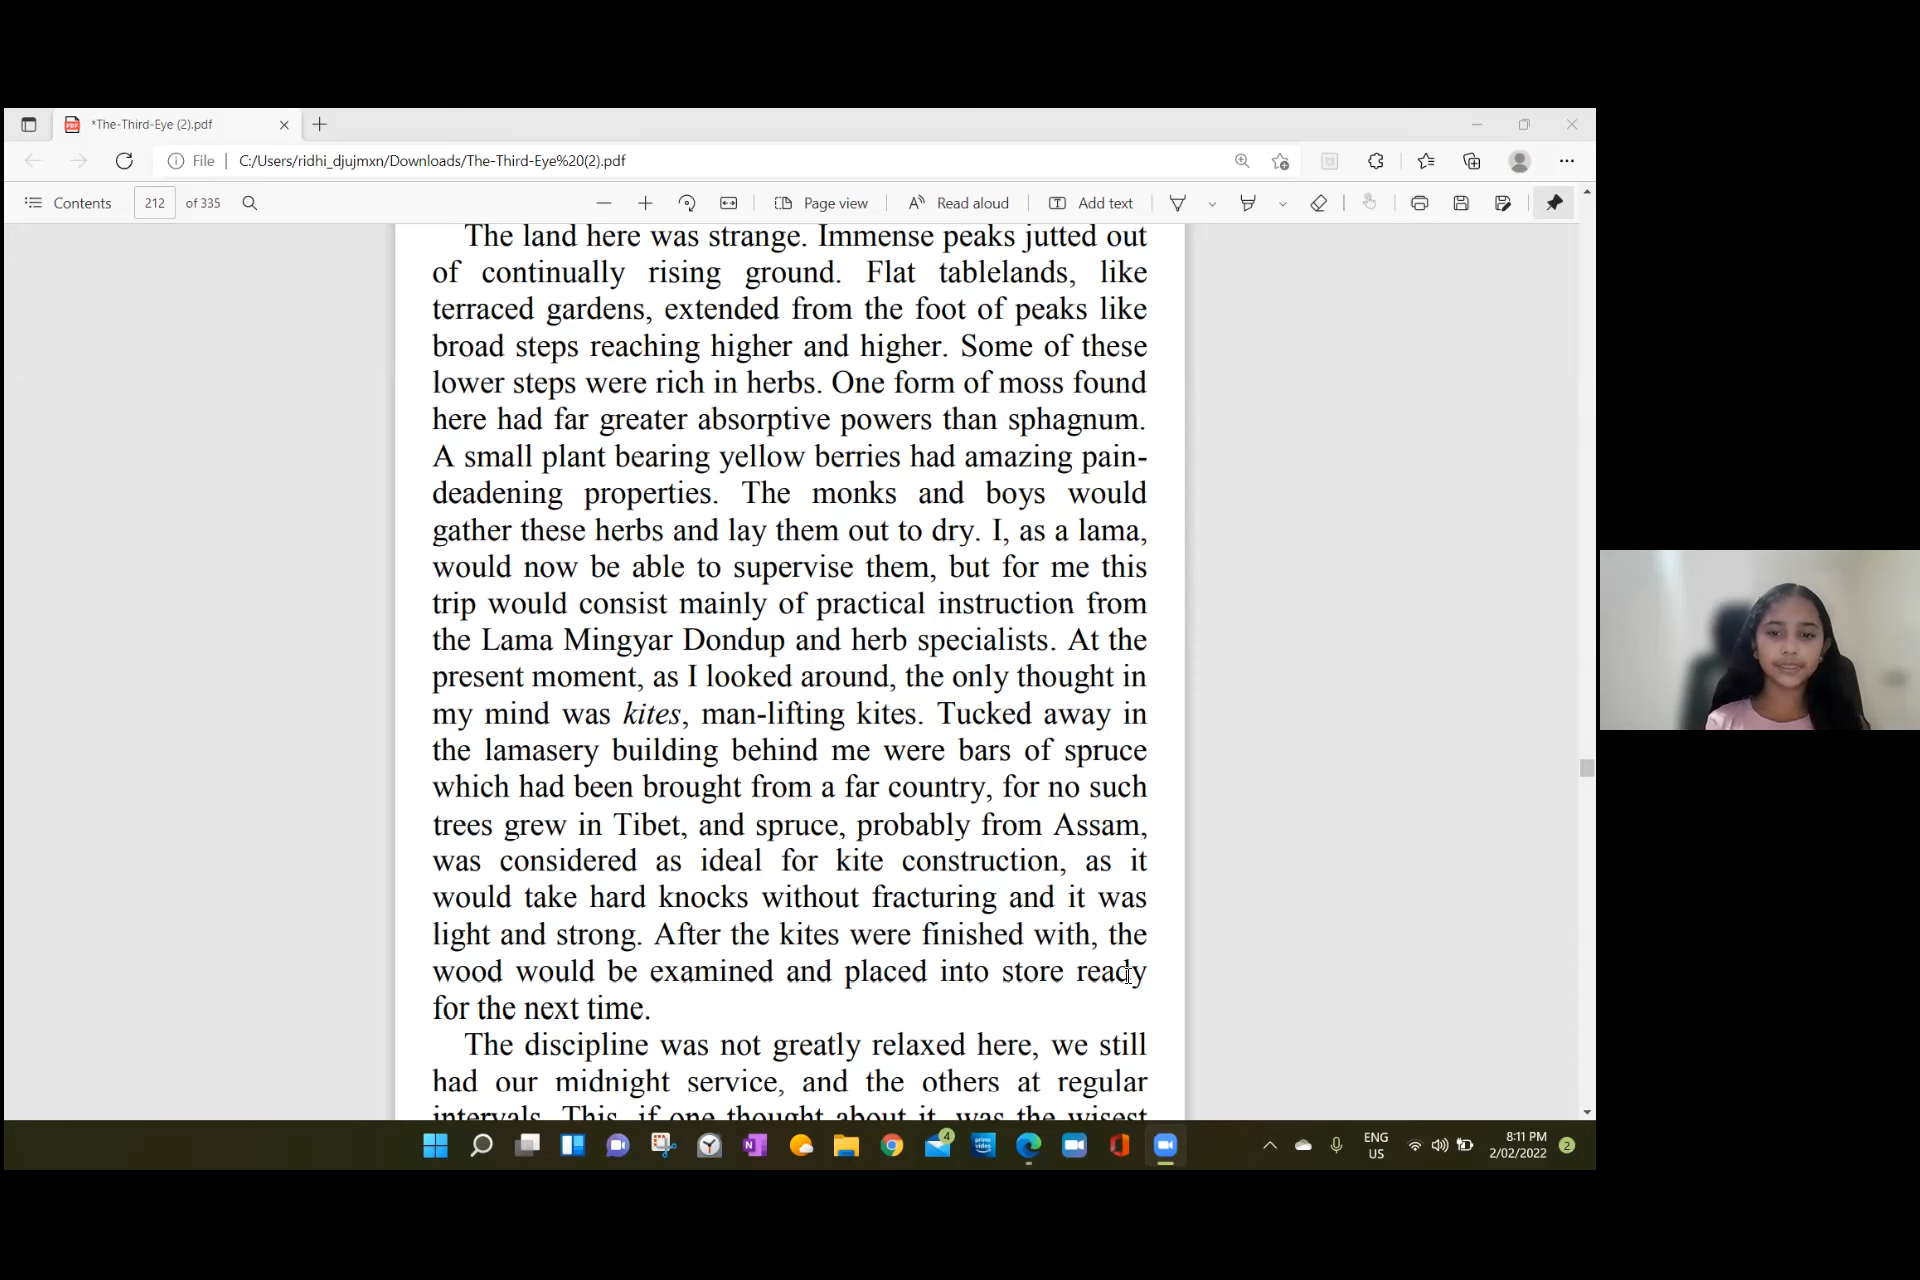 *The-Third-Eye (2).pdf
File
C:/Users/ridhi_djujmxn/Downloads/The-Third-Eye%20(2).pdf
Contents
212
of 335
Page view
Read aloud
Add text
The land here was strange. Immense peaks jutted out
of continually rising ground. Flat tablelands, like
terraced gardens, extended from the foot of peaks like
broad steps reaching higher and higher. Some of these
lower steps were rich in herbs. One form of moss found
here had far greater absorptive powers than sphagnum.
A small plant bearing yellow berries had amazing pain-
deadening properties. The monks and boys would
gather these herbs and lay them out to dry. I, as a lama,
would now be able to supervise them, but for me this
trip would consist mainly of practical instruction from
the Lama Mingyar Dondup and herb specialists. At the
present moment, as I looked around, the only thought in
my mind was kites, man-lifting kites. Tucked away in
the lamasery building behind me were bars of spruce
which had been brought from a far country, for no such
trees grew in Tibet, and spruce, probably from Assam,
was considered as ideal for kite construction, as it
would take hard knocks without fracturing and it was
light and strong. After the kites were finished with, the
wood would be examined and placed into store ready
for the next time.
The discipline was not greatly relaxed here, we still
had our midnight service, and the others at regular
intervals. This, if one thought about it, was the wisest
4
prime video
ENG
US
8:11 PM
2/02/2022
2